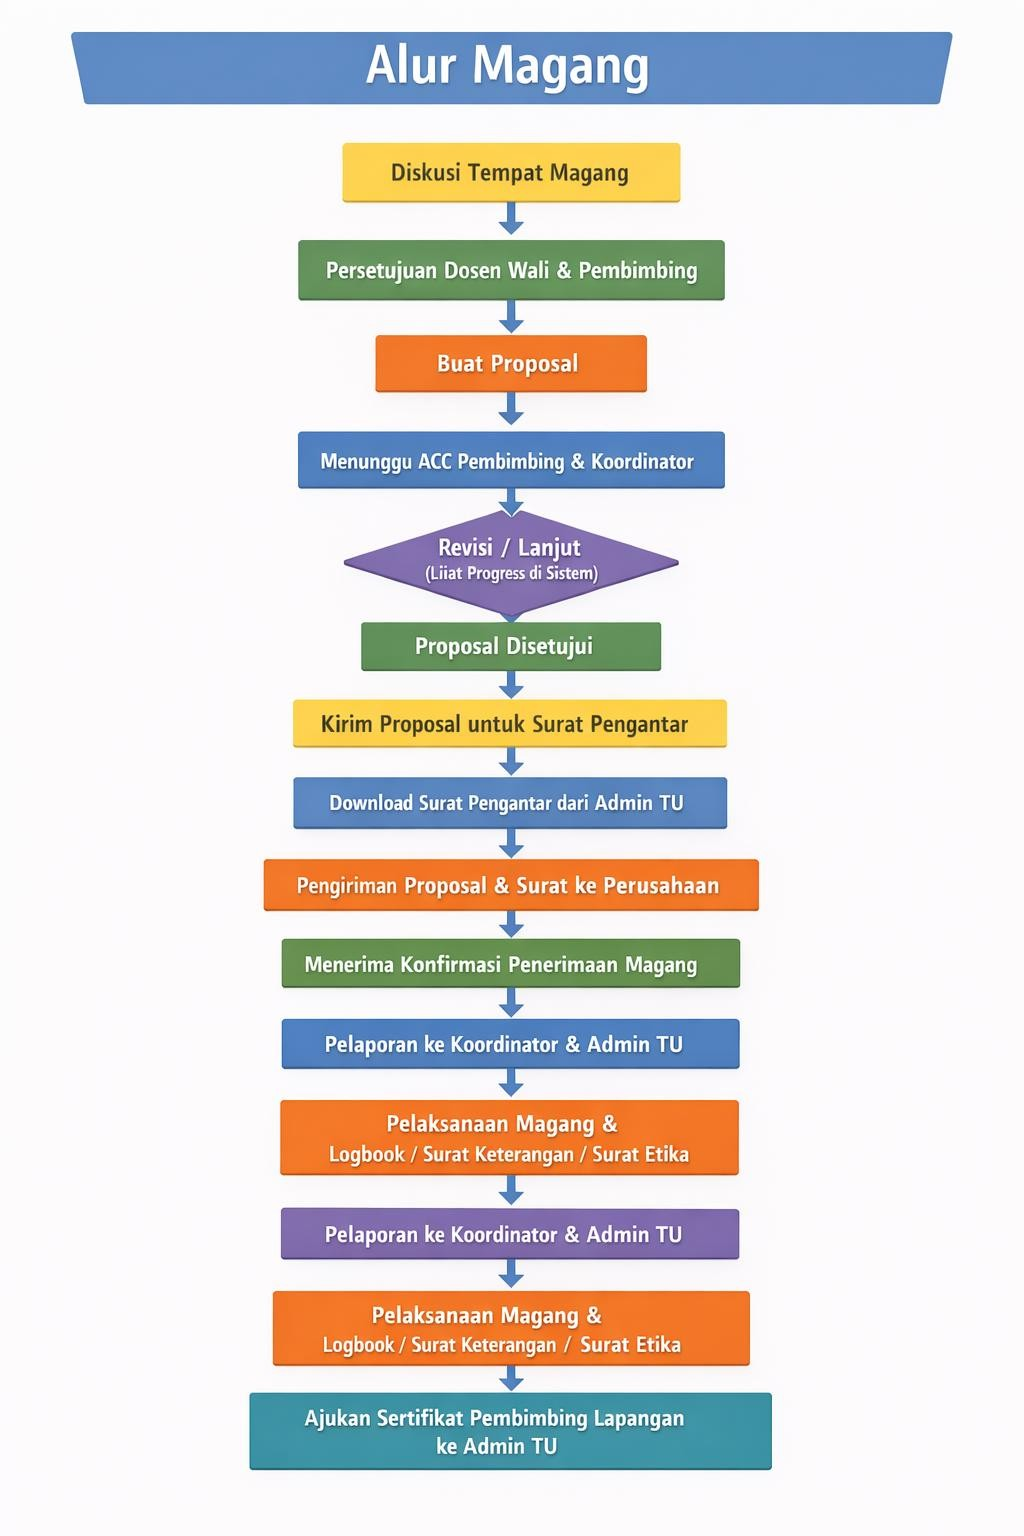 Alur Magang
Diskusi Tempat Magang
Persetujuan Dosen Wali & Pembimbing
Buat Proposal
Menunggu ACC Pembimbing & Koordinator
Revisi / Lanjut
(Liiat Progress di Sistem)
Proposal Disetujui
Kirim Proposal untuk Surat Pengantar
Download Surat Pengantar dari Admin TU
Pengiriman Proposal & Surat ke Perusahaan
Menerima Konfirmasi Penerimaan Magang
Pelaporan ke Koordinator & Admin TU
Pelaksanaan Magang &
Logbook / Surat Keterangan / Surat Etika
Pelaporan ke Koordinator & Admin TU
Pelaksanaan Magang &
Logbook / Surat Keterangan / Surat Etika
Ajukan Sertifikat Pembimbing Lapangan
ke Admin TU